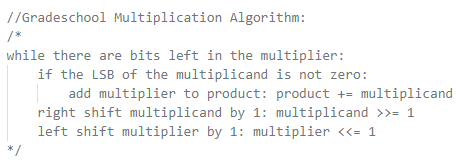 //Gradeschool Multiplication Algorithm:
/*
while there are bits left in the multiplier:
    if the LSB of the multiplicand is not zero:
        add multiplier to product: product += multiplicand
    right shift multiplicand by 1: multiplicand >>= 1
    left shift multiplier by 1: multiplier <<= 1
*/